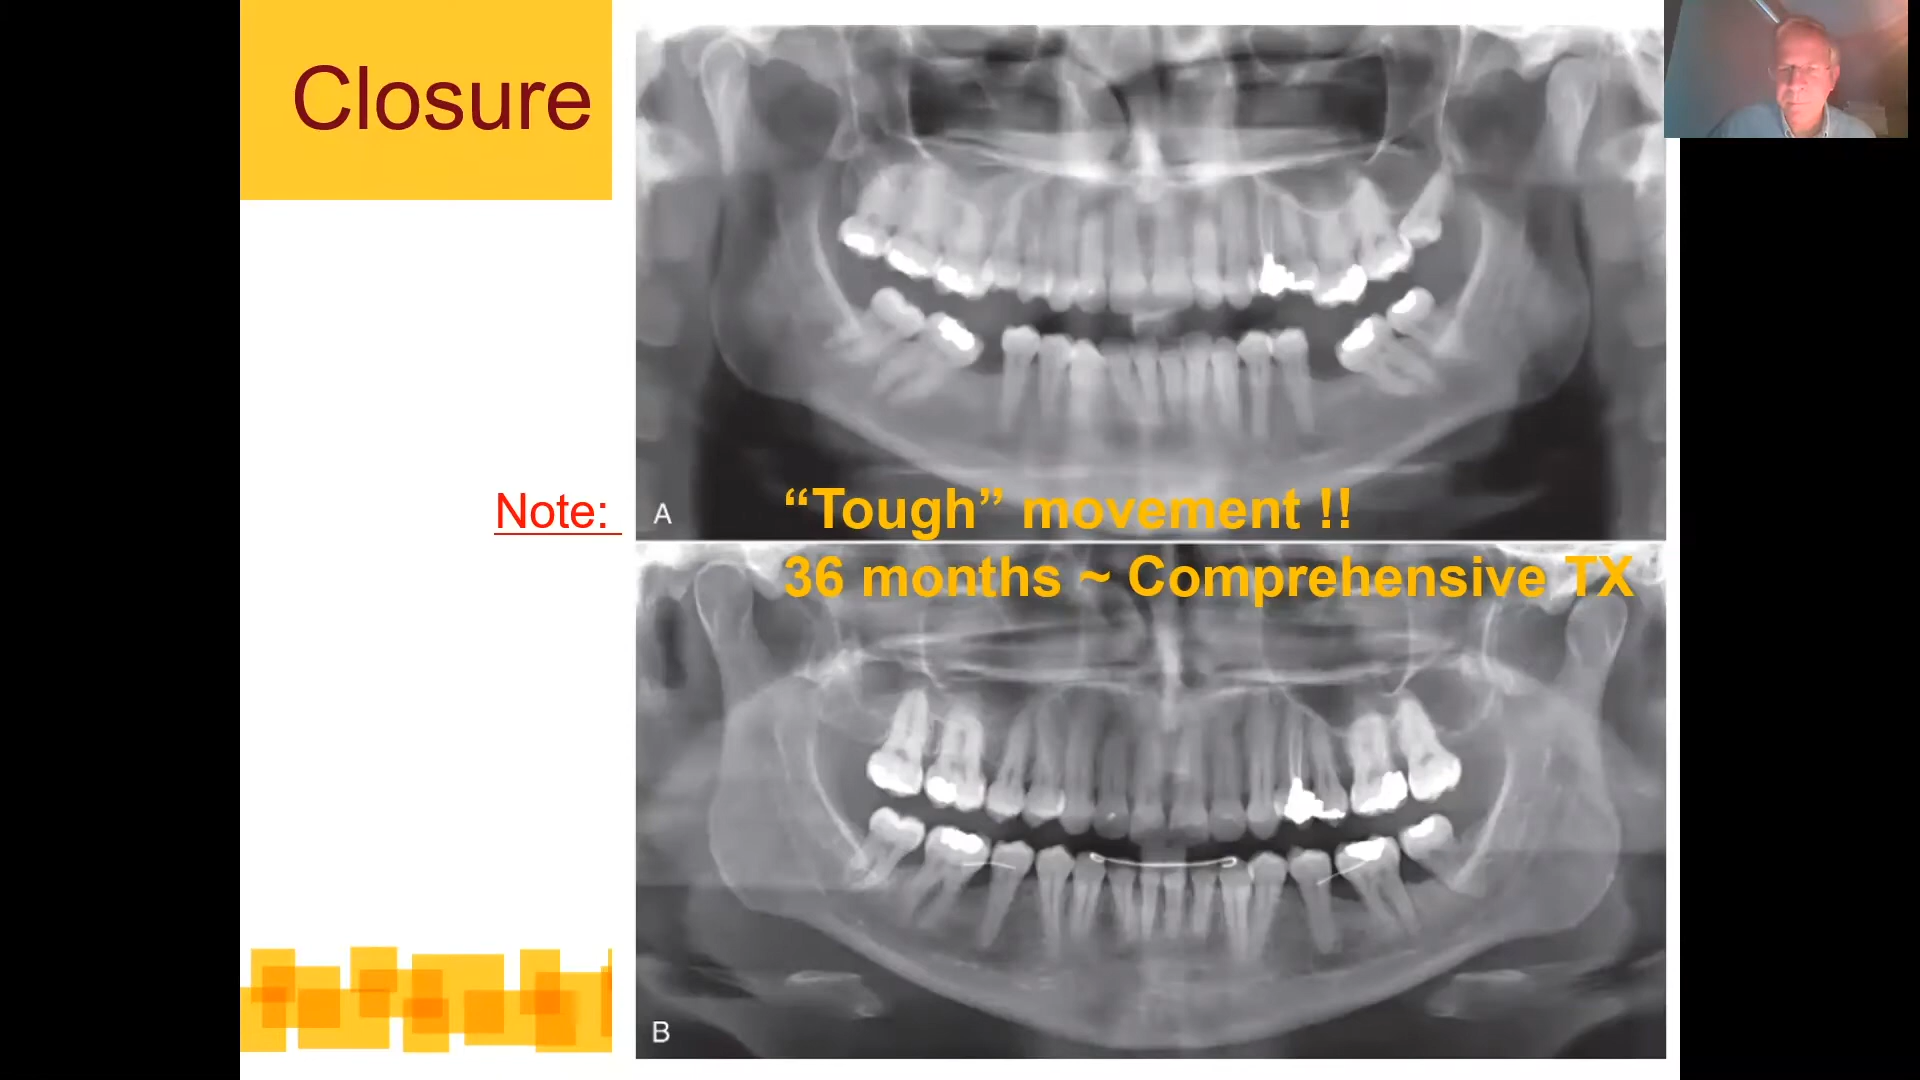 Closure
Note:
A
“Tough” movement !!
36 months ~ Comprehensive TX
B